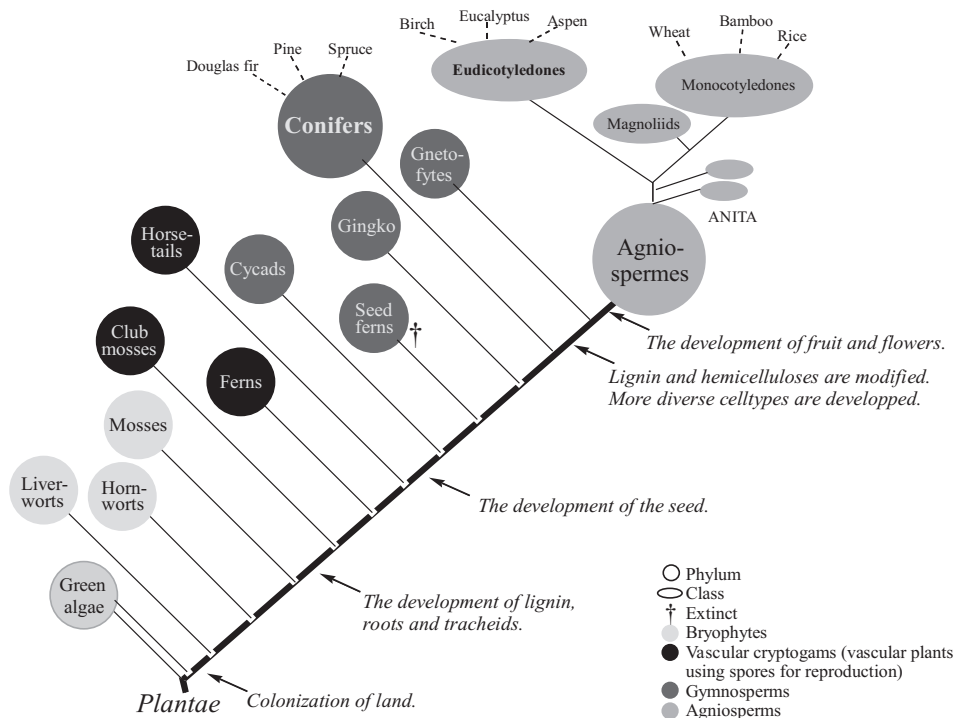 Birch
Eucalyptus
Aspen
Eudicotyledones
Wheat
Bamboo
Rice
Monocotyledones
Magnoliids
ANITA
Douglas fir
Pine
Spruce
Conifers
Gneto-
fytes
Gingko
Agnio-
spermes
Horse-
tails
Cycads
Seed
ferns
†
Club
mosses
Ferns
Mosses
Liver-
worts
Horn-
worts
Green
algae
Plantae
The development of fruit and flowers.
Lignin and hemicelluloses are modified.
More diverse celltypes are developped.
The development of the seed.
The development of lignin,
roots and tracheids.
Colonization of land.
Phylum
Class
† Extinct
Bryophytes
Vascular cryptogams (vascular plants
using spores for reproduction)
Gymnosperms
Agniosperms